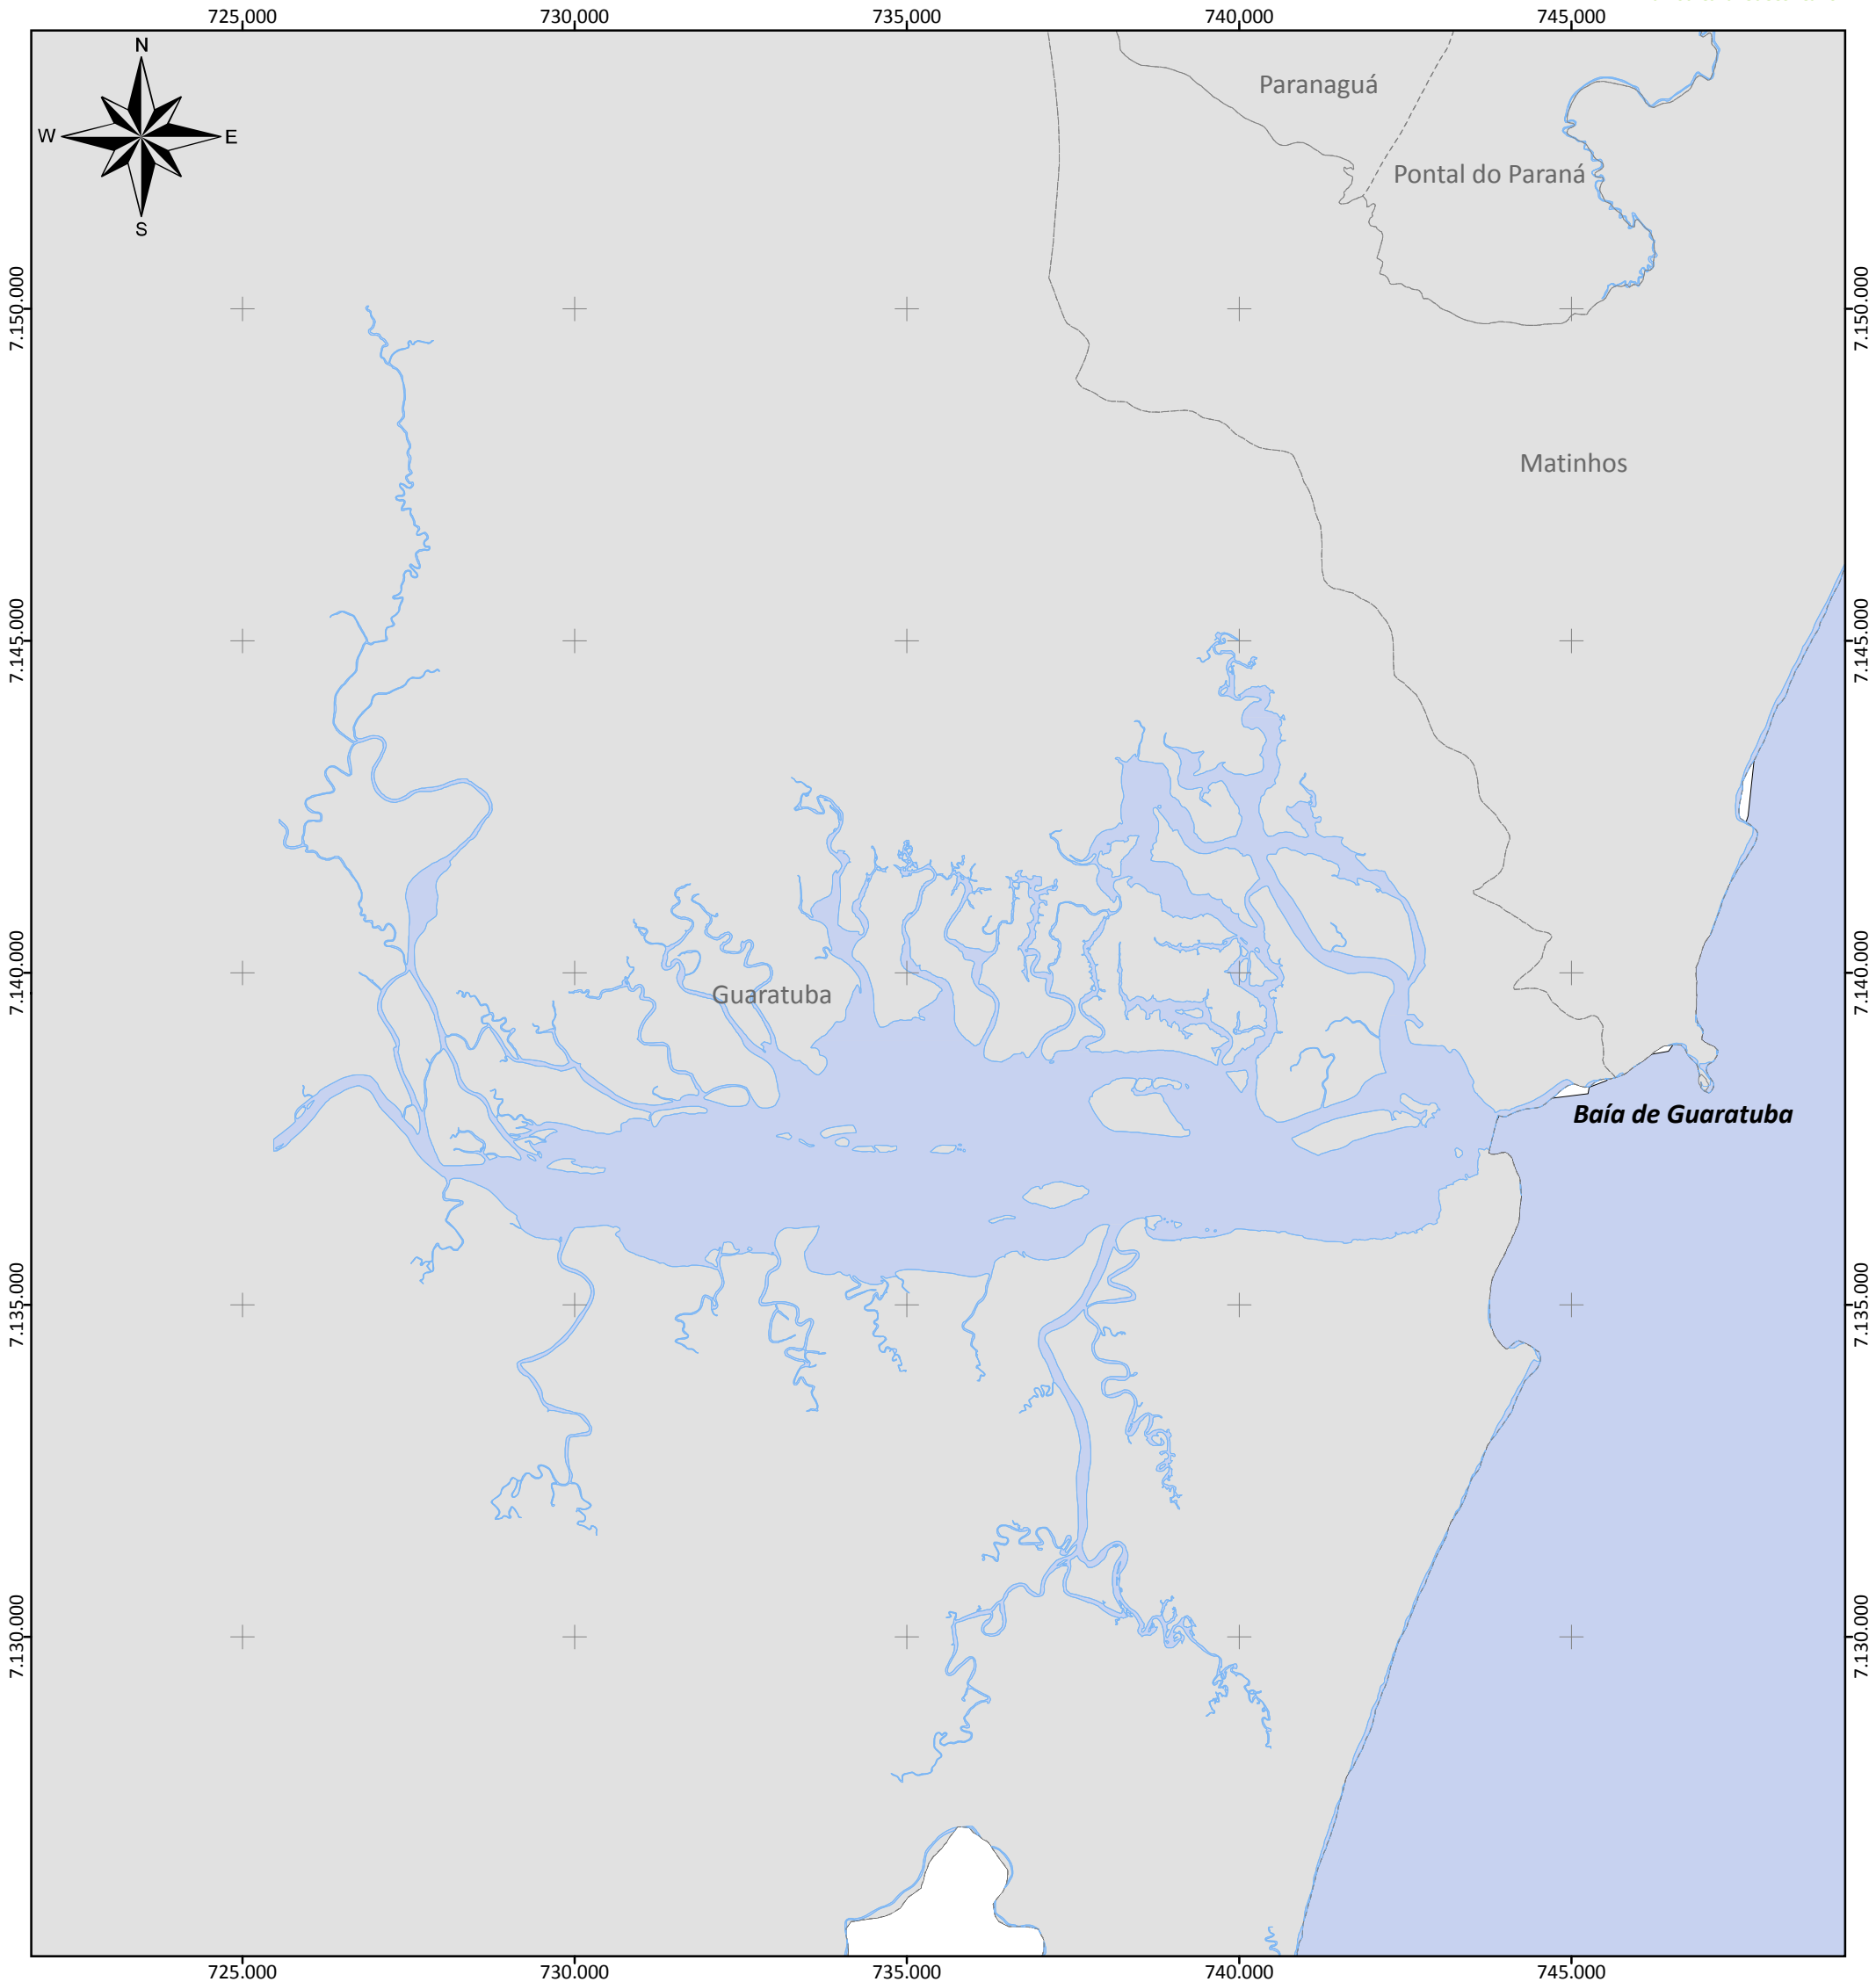 725.000 730.000 735.000 740.000 745.000
N
W E
S
Paranaguá
Pontal do Paraná
7.150.000 7.150.000
Matinhos
7.145.000 7.145.000
7.140.000 7.140.000
Guaratuba
Baía de Guaratuba
7.135.000 7.135.000
7.130.000 7.130.000
725.000 730.000 735.000 740.000 745.000